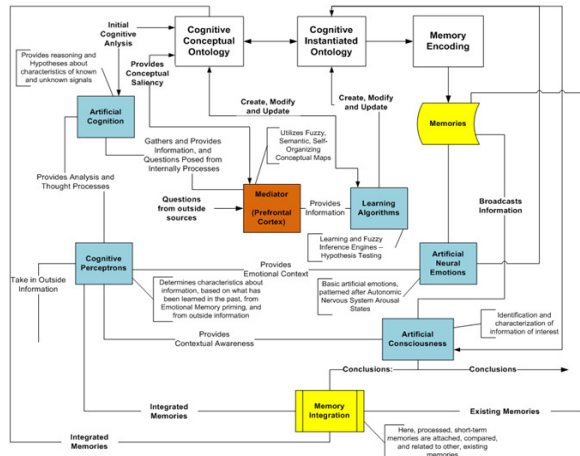 Initial
Cognitive
Anlysis
Cognitive
Conceptual
Ontology
Cognitive
Instantiated
Ontology
Memory
Encoding
Provides reasoning and
Hypotheses about
characteristics of known
and unknown signals
Provides
Conceptual
Saliency
Artificial
Cognition
Create, Modify
and Update
Create, Modify
and Update
Memories
Gathers and Provides
Information, and
Questions Posed from
Internally Processes
Utilizes Fuzzy,
Semantic, Self-
Organizing
Conceptual Maps
Provides Analysis and
Thought Processes
Questions
from outside
sources
Mediator
(Prefrontal
Cortex)
Provides
Information
Learning
Algorithms
Broadcasts
Information
Learning and Fuzzy
Inference Engines –
Hypothesis Testing
Cognitive
Perceptrons
Provides
Emotional Context
Artificial
Neural
Emotions
Take in Outside
Information
Determines characteristics about
information, based on what has
been learned in the past, from
Emotional Memory priming, and
from outside information
Basic artificial emotions,
patterned after Autonomic
Nervous System Arousal
States
Provides
Contextual Awareness
Artificial
Consciousness
Identification and
characterization of
information of interest
Conclusions:
Conclusions
Integrated
Memories
Memory
Integration
Existing Memories
Integrated
Memories
Here, processed, short-term
memories are attached, compared,
and related to other, existing
memories